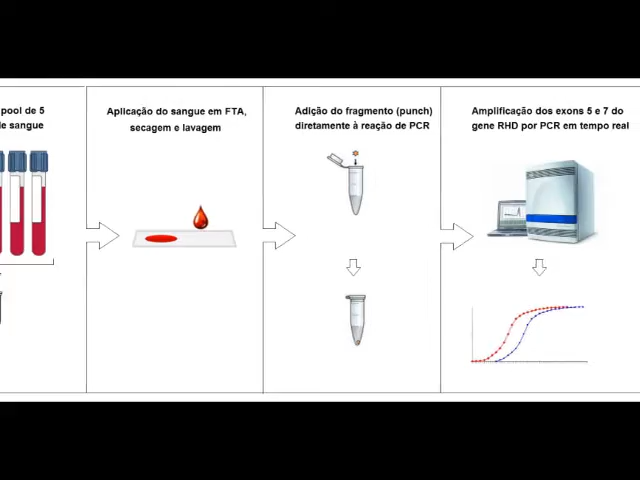 pool de 5
de sangue
Aplicação do sangue em FTA,
secagem e lavagem
Adição do fragmento (punch)
diretamente à reação de PCR
Amplificação dos exons 5 e 7 do
gene RHD por PCR em tempo real